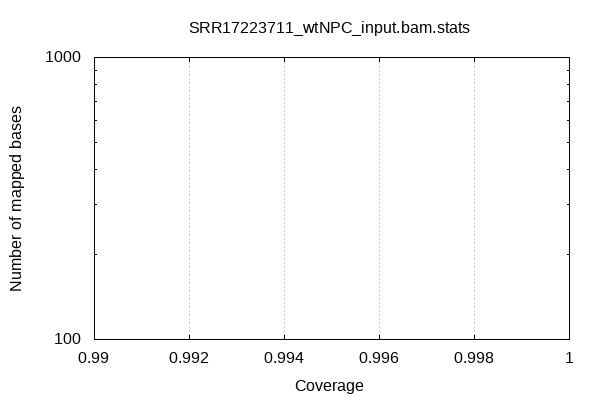 SRR17223711_wtNPC_input.bam.stats
1000
Number of mapped bases
100
0.99 0.992 0.994 0.996 0.998 1
Coverage